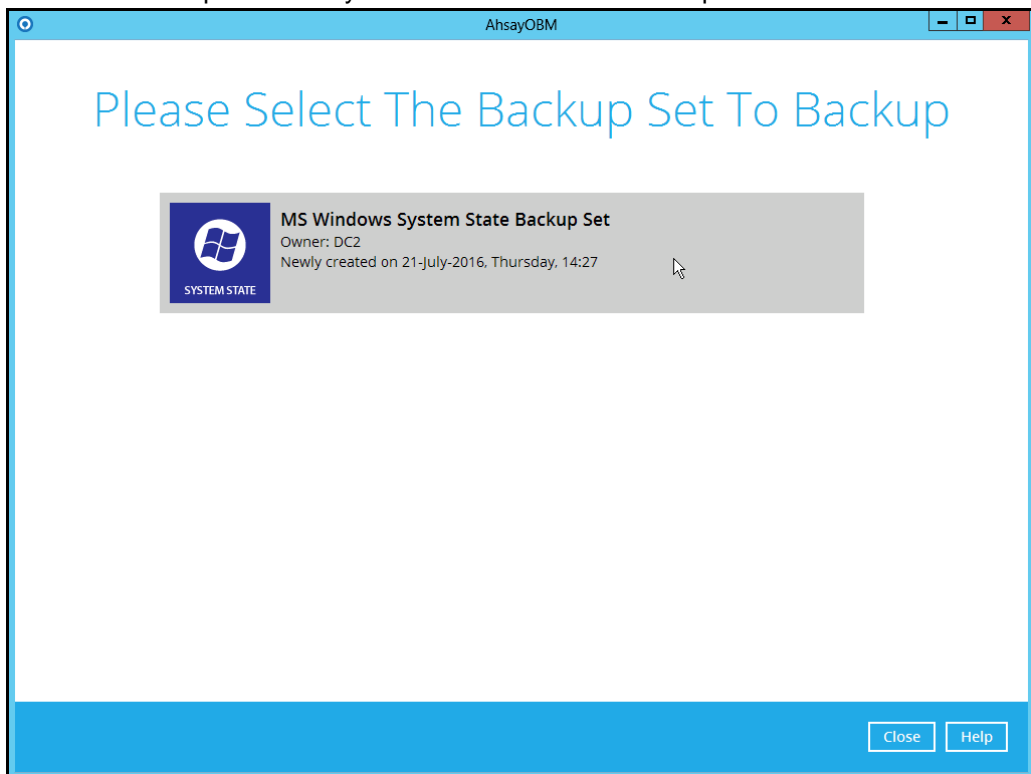 AhsayOBM
Please Select The Backup Set To Backup
MS Windows System State Backup Set
Owner: DC2
Newly created on 21-July-2016, Thursday, 14:27
SYSTEM STATE
Close Help